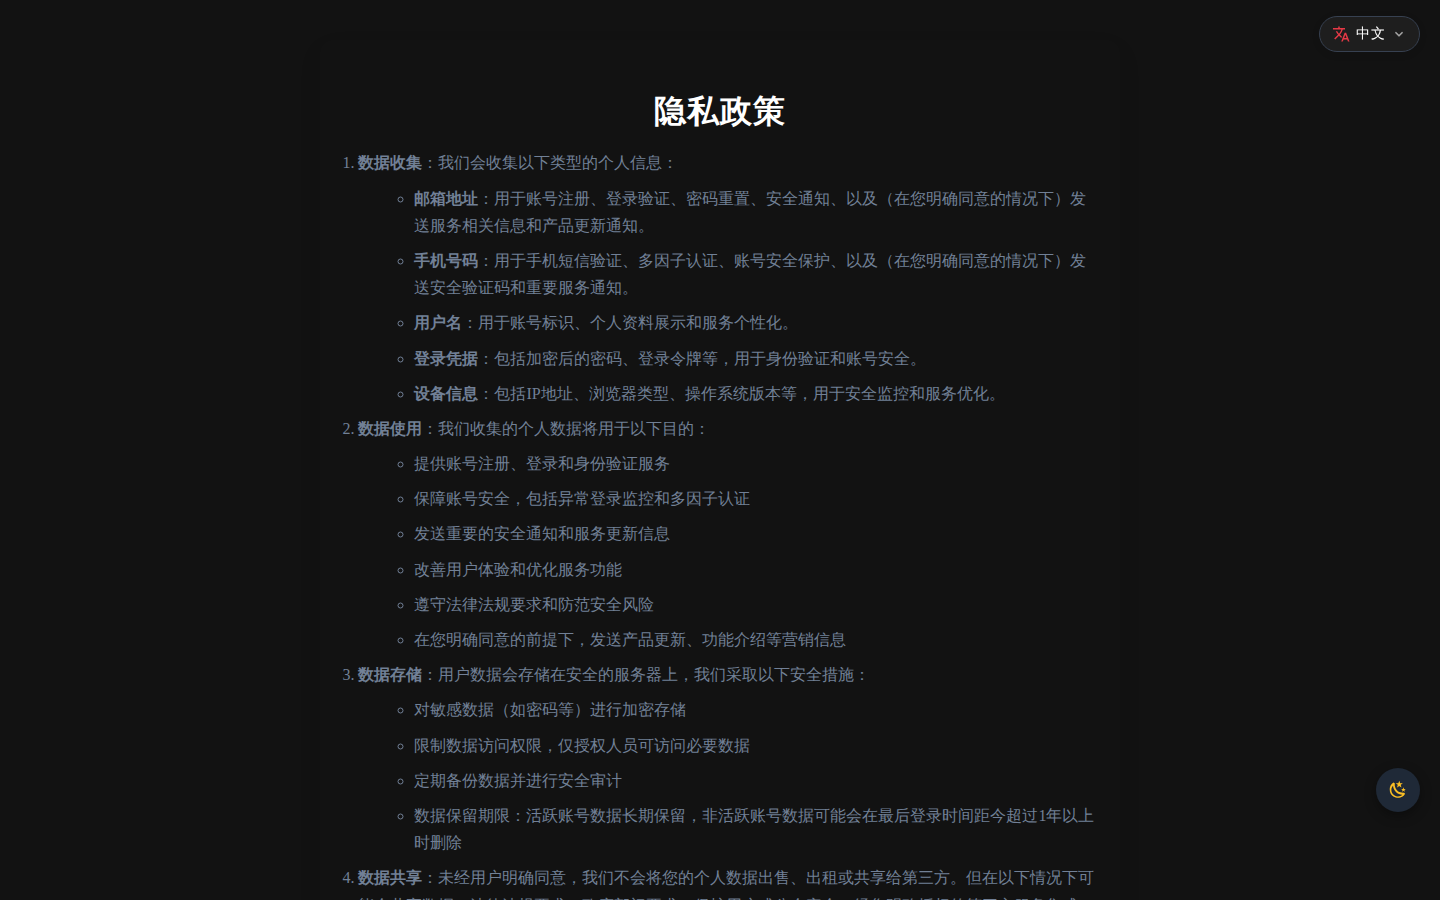 中文
隐私政策
1. 数据收集：我们会收集以下类型的个人信息：
邮箱地址：用于账号注册、登录验证、密码重置、安全通知、以及（在您明确同意的情况下）发
送服务相关信息和产品更新通知。
手机号码：用于手机短信验证、多因子认证、账号安全保护、以及（在您明确同意的情况下）发
送安全验证码和重要服务通知。
用户名：用于账号标识、个人资料展示和服务个性化。
登录凭据：包括加密后的密码、登录令牌等，用于身份验证和账号安全。
设备信息：包括IP地址、浏览器类型、操作系统版本等，用于安全监控和服务优化。
2. 数据使用：我们收集的个人数据将用于以下目的：
提供账号注册、登录和身份验证服务
保障账号安全，包括异常登录监控和多因子认证
发送重要的安全通知和服务更新信息
改善用户体验和优化服务功能
遵守法律法规要求和防范安全风险
在您明确同意的前提下，发送产品更新、功能介绍等营销信息
3. 数据存储：用户数据会存储在安全的服务器上，我们采取以下安全措施：
对敏感数据（如密码等）进行加密存储
限制数据访问权限，仅授权人员可访问必要数据
定期备份数据并进行安全审计
数据保留期限：活跃账号数据长期保留，非活跃账号数据可能会在最后登录时间距今超过1年以上
时删除
4. 数据共享：未经用户明确同意，我们不会将您的个人数据出售、出租或共享给第三方。但在以下情况下可